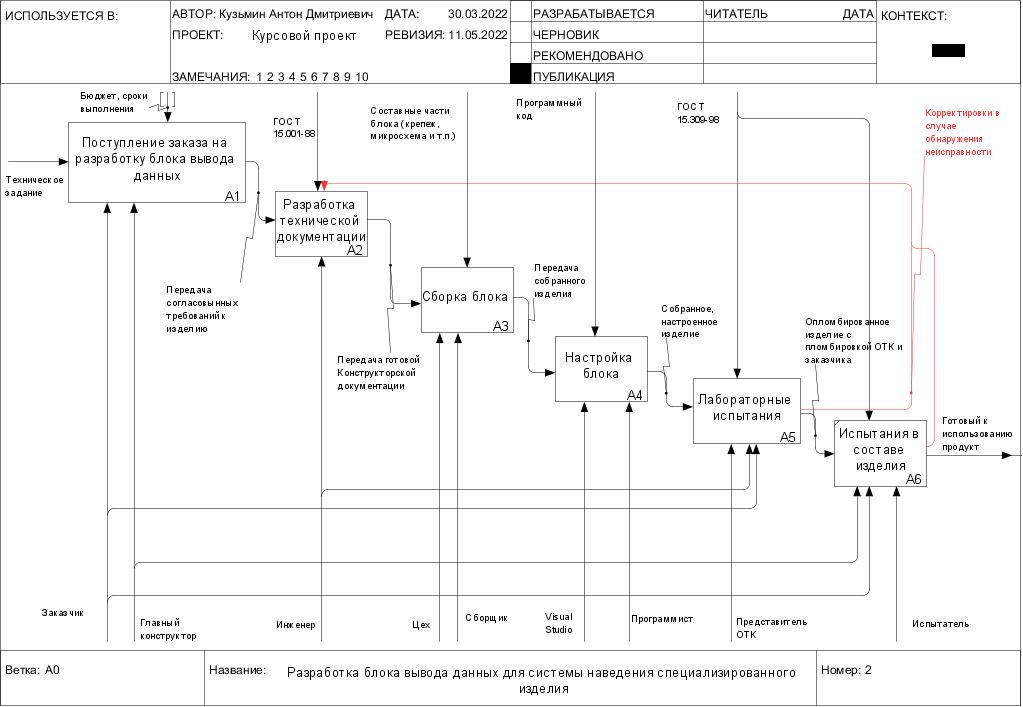 ИСПОЛЬЗУЕТСЯ В:
АВТОР: Кузьмин Антон Дмитриевич ДАТА: 30.03.2022
ПРОЕКТ: Курсовой проект РЕВИЗИЯ: 11.05.2022
ЗАМЕЧАНИЯ: 1 2 3 4 5 6 7 8 9 10
РАЗРАБАТЫВАЕТСЯ
ЧЕРНОВИК
РЕКОМЕНДОВАНО
ПУБЛИКАЦИЯ
ЧИТАТЕЛЬ ДАТА
КОНТЕКСТ:
Бюджет, сроки
выполнения
ГОСТ
15.001-88
Составные части
блока (крепеж,
микросхема и т.п.)
Программный
код
ГОСТ
15.309-98
Корректировки в
случае
обнаружения
неисправности
Техническое
задание
Поступление заказа на
разработку блока вывода
данных
A1
Разработка
технической
документации
A2
Передача
согласовынных
требований к
изделию
Сборка блока
A3
Передача
собранного
изделия
Передача готовой
Конструкторской
документации
Настройка
блока
A4
Собранное,
настроенное
изделие
Лабораторные
испытания
A5
Опломбированное
изделие с
пломбировкой ОТК и
заказчика
Испытания в
составе
изделия
A6
Готовый к
использованию
продукт
Заказчик
Главный
конструктор
Инженер
Цех
Сборщик
Visual
Studio
Программист
Представитель
ОТК
Испытатель
Ветка: A0
Название: Разработка блока вывода данных для системы наведения специализированного
изделия
Номер: 2